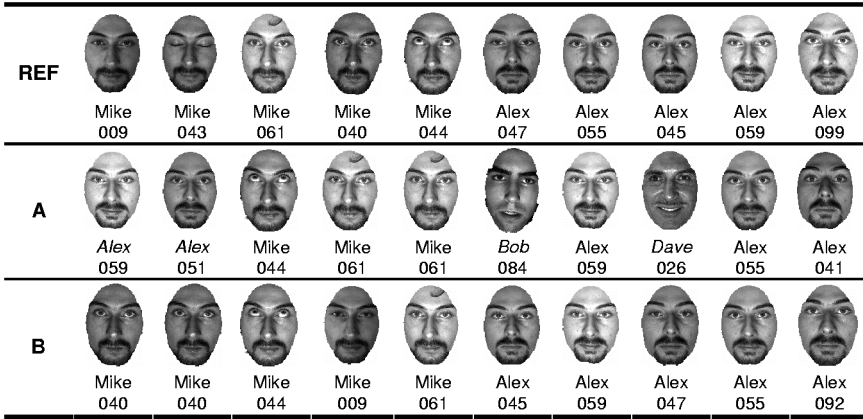 REF
Mike Mike Mike Mike Mike Alex Alex Alex Alex Alex
009 043 061 040 044 047 055 045 059 099
A
Alex Alex Mike Mike Mike Bob Alex Dave Alex Alex
059 051 044 061 061 084 059 026 055 041
B
Mike Mike Mike Mike Mike Alex Alex Alex Alex Alex
040 040 044 009 061 045 059 047 055 092